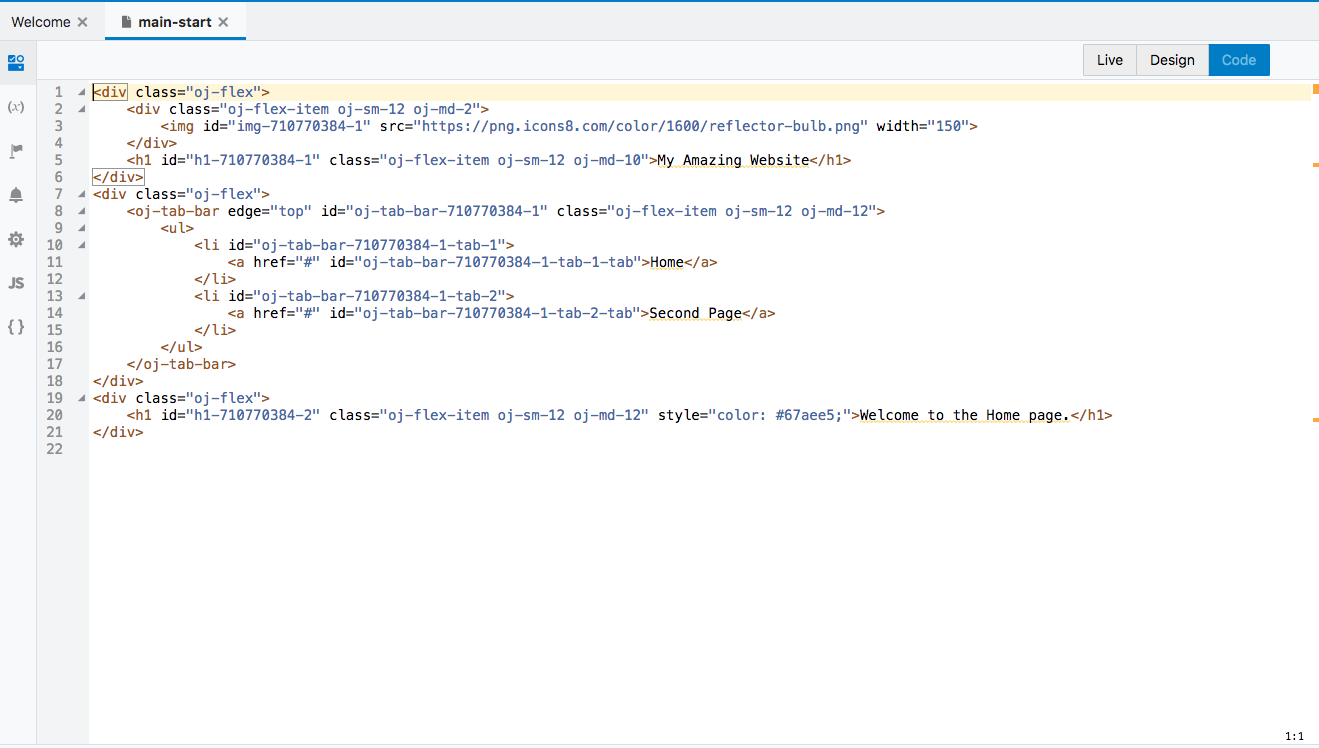 Welcome
main-start
Live Design Code
(x)
JS
{ }
1 <div class="oj-flex">
2 <div class="oj-flex-item oj-sm-12 oj-md-2">
3 <img id="img-710770384-1" src="https://png.icons8.com/color/1600/reflector-bulb.png" width="150">
4 </div>
5 <h1 id="h1-710770384-1" class="oj-flex-item oj-sm-12 oj-md-10">My Amazing Website</h1>
6 </div>
7 <div class="oj-flex">
8 <oj-tab-bar edge="top" id="oj-tab-bar-710770384-1" class="oj-flex-item oj-sm-12 oj-md-12">
9 <ul>
10 <li id="oj-tab-bar-710770384-1-tab-1">
11 <a href="#" id="oj-tab-bar-710770384-1-tab-1-tab">Home</a>
12 </li>
13 <li id="oj-tab-bar-710770384-1-tab-2">
14 <a href="#" id="oj-tab-bar-710770384-1-tab-2-tab">Second Page</a>
15 </li>
16 </ul>
17 </oj-tab-bar>
18 </div>
19 <div class="oj-flex">
20 <h1 id="h1-710770384-2" class="oj-flex-item oj-sm-12 oj-md-12" style="color: #67aee5;">Welcome to the Home page.</h1>
21 </div>
22
1:1